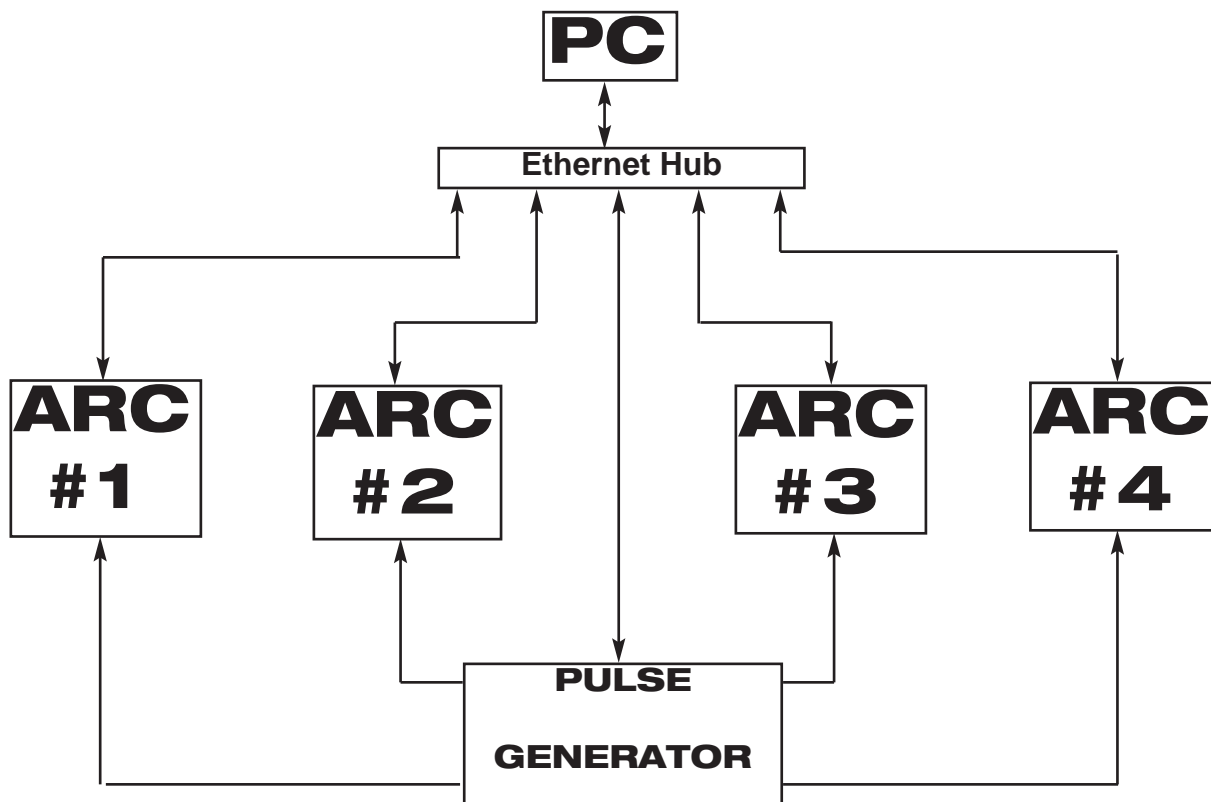 PC
Ethernet Hub
ARC
#1
ARC
#2
ARC
#3
ARC
#4
PULSE
GENERATOR